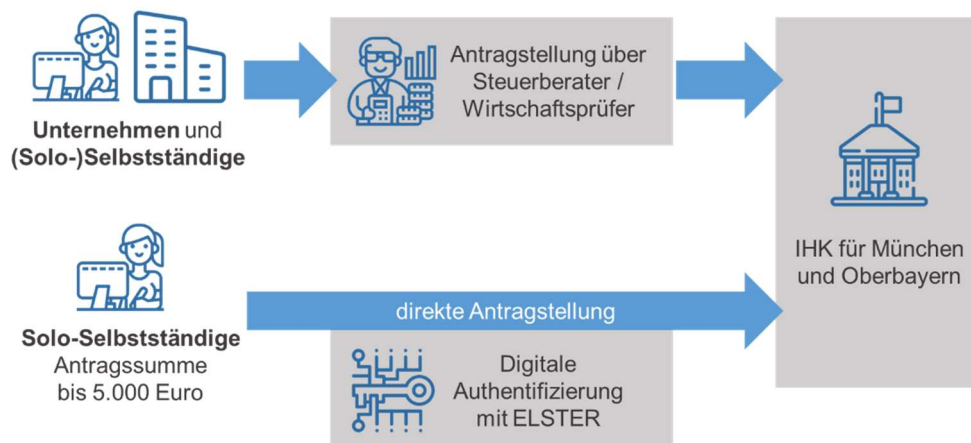 Unternehmen und
(Solo-)Selbstständige
Antragstellung über
Steuerberater /
Wirtschaftsprüfer
IHK für München
und Oberbayern
Solo-Selbstständige
Antragssumme
bis 5.000 Euro
direkte Antragstellung
Digitale
Authentifizierung
mit ELSTER